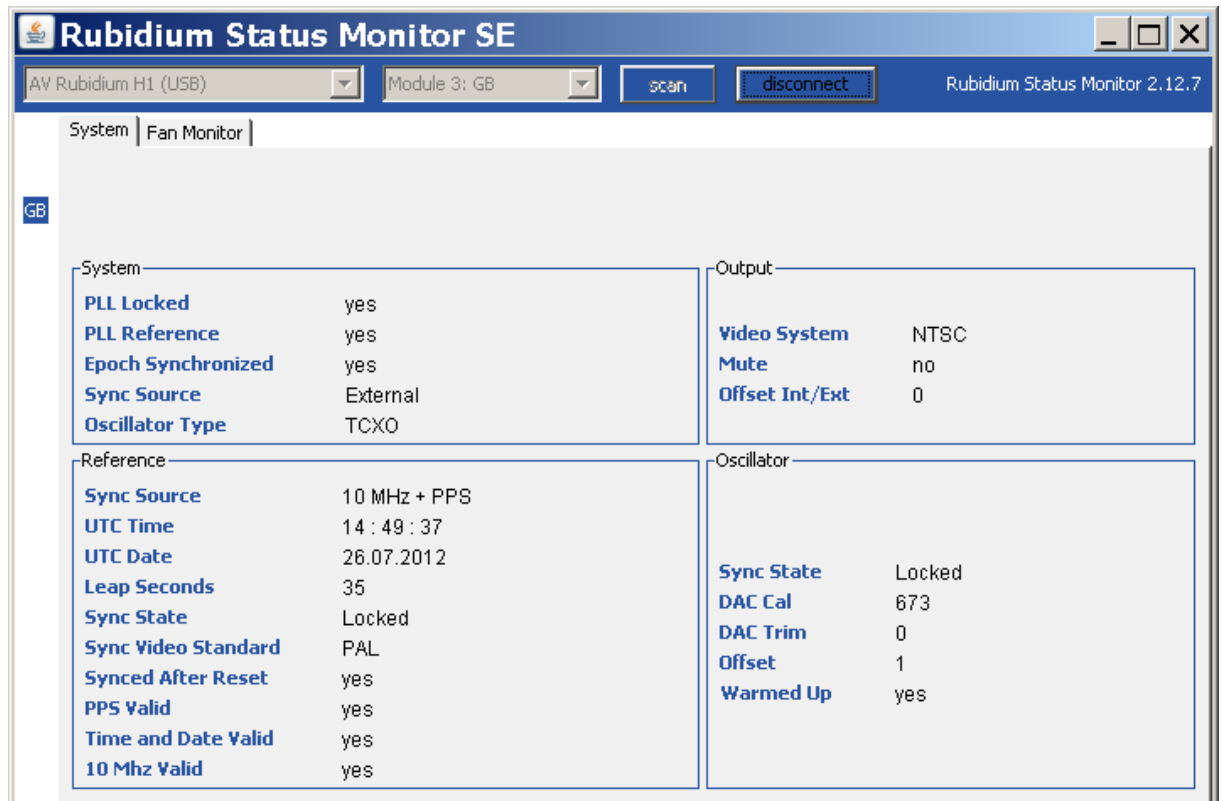 Rubidium Status Monitor SE
AV Rubidium H1 (USB) Module 3: GB scan disconnect Rubidium Status Monitor 2.12.7
System Fan Monitor
GB
System
PLL Locked yes
PLL Reference yes
Epoch Synchronized yes
Sync Source External
Oscillator Type TCXO
Output
Video System NTSC
Mute no
Offset Int/Ext 0
Reference
Sync Source 10 MHz + PPS
UTC Time 14 : 49 : 37
UTC Date 26.07.2012
Leap Seconds 35
Sync State Locked
Sync Video Standard PAL
Synced After Reset yes
PPS Valid yes
Time and Date Valid yes
10 Mhz Valid yes
Oscillator
Sync State Locked
DAC Cal 673
DAC Trim 0
Offset 1
Warmed Up yes